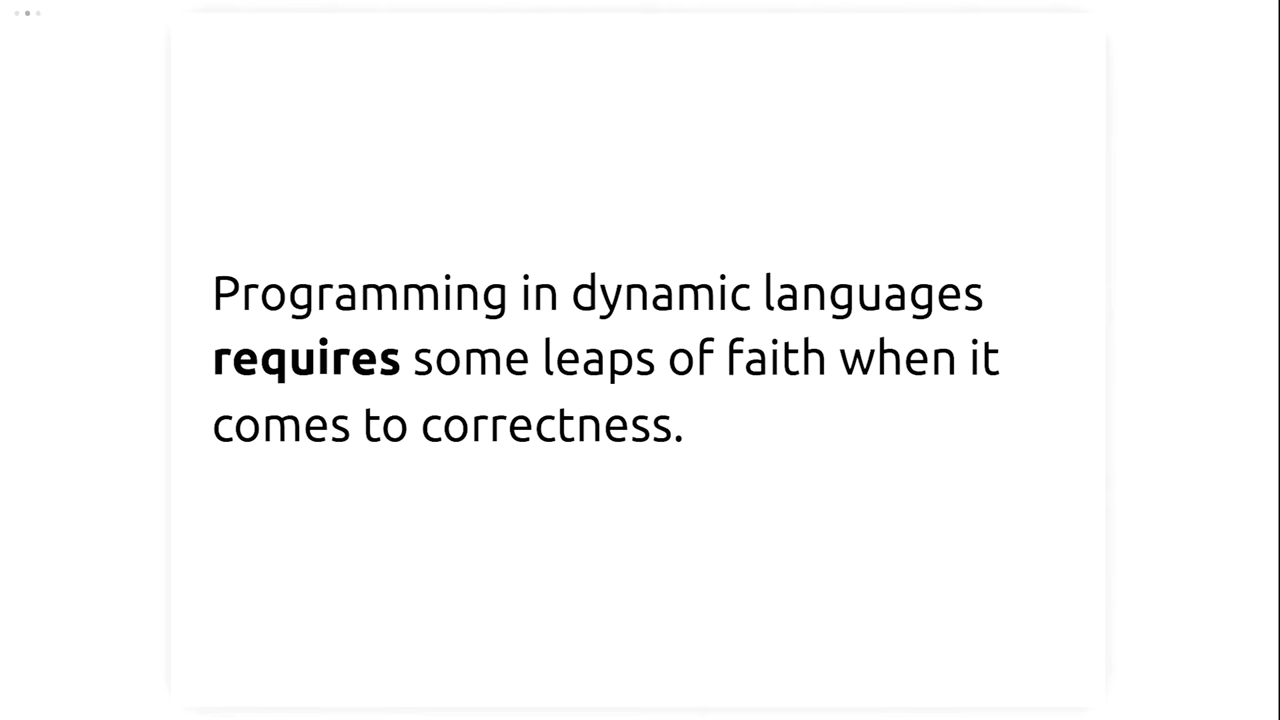 Programming in dynamic languages
requires some leaps of faith when it
comes to correctness.